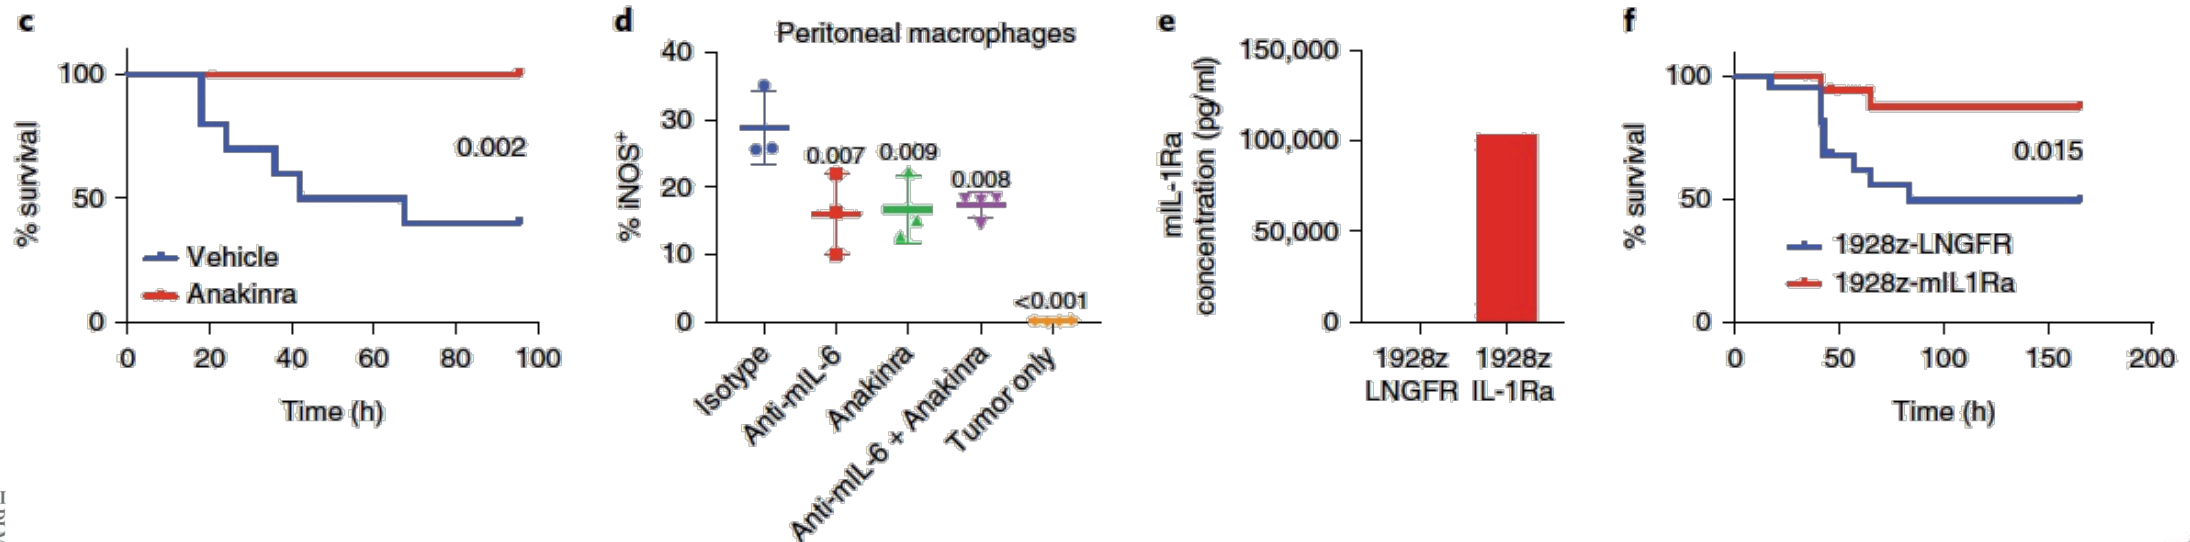 c
100
50
0
% survival
0.002
Vehicle
Anakinra
0 20 40 60 80 100
Time (h)
d
Peritoneal macrophages
40
30
20
10
0
% iNOS+
0.007
0.009
0.008
<0.001
Isotype
Anti-mIL-6
Anakinra
Anti-mIL-6 + Anakinra
Tumor only
e
150,000
100,000
50,000
0
mIL-1Ra
concentration (pg/ml)
1928z
LNGFR
1928z
IL-1Ra
f
100
50
0
% survival
0.015
1928z-LNGFR
1928z-mIL1Ra
0 50 100 150 200
Time (h)